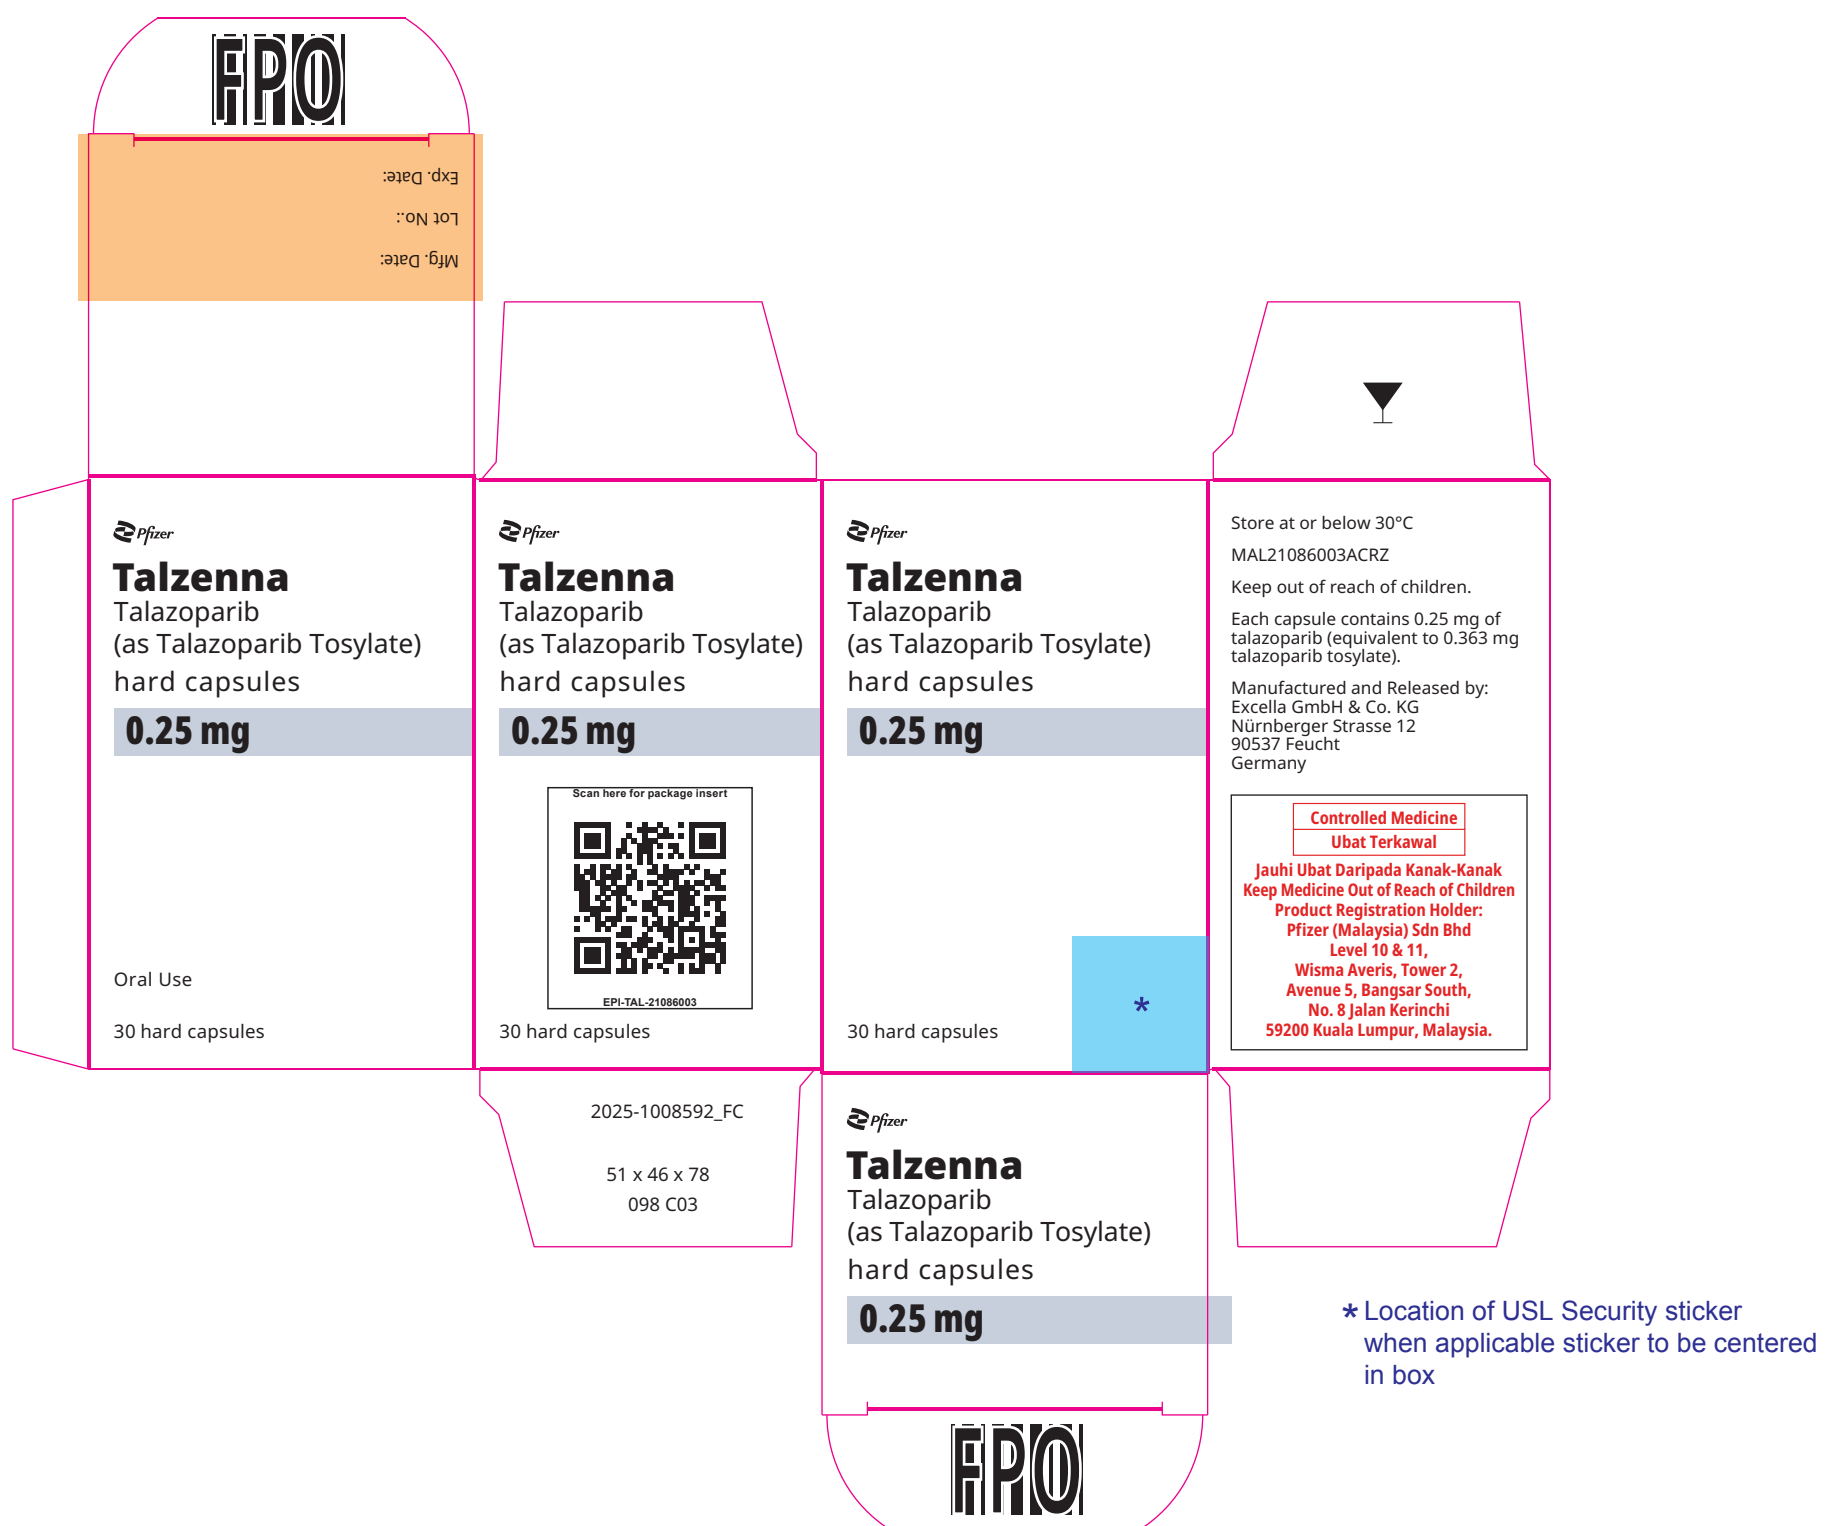 FPO
Exp. Date:
Lot No.:
Mfg. Date:
Pfizer
Talzenna
Talazoparib
(as Talazoparib Tosylate)
hard capsules
0.25 mg
Oral Use
30 hard capsules
Pfizer
Talzenna
Talazoparib
(as Talazoparib Tosylate)
hard capsules
0.25 mg
Scan here for package insert
EPI-TAL-21086003
30 hard capsules
Pfizer
Talzenna
Talazoparib
(as Talazoparib Tosylate)
hard capsules
0.25 mg
*
30 hard capsules
Store at or below 30°C
MAL21086003ACRZ
Keep out of reach of children.
Each capsule contains 0.25 mg of
talazoparib (equivalent to 0.363 mg
talazoparib tosylate).
Manufactured and Released by:
Excella GmbH & Co. KG
Nürnberger Strasse 12
90537 Feucht
Germany
Controlled Medicine
Ubat Terkawal
Jauhi Ubat Daripada Kanak-Kanak
Keep Medicine Out of Reach of Children
Product Registration Holder:
Pfizer (Malaysia) Sdn Bhd
Level 10 & 11,
Wisma Averis, Tower 2,
Avenue 5, Bangsar South,
No. 8 Jalan Kerinchi
59200 Kuala Lumpur, Malaysia.
2025-1008592_FC
51 x 46 x 78
098 C03
Pfizer
Talzenna
Talazoparib
(as Talazoparib Tosylate)
hard capsules
0.25 mg
* Location of USL Security sticker
when applicable sticker to be centered
in box
FPO